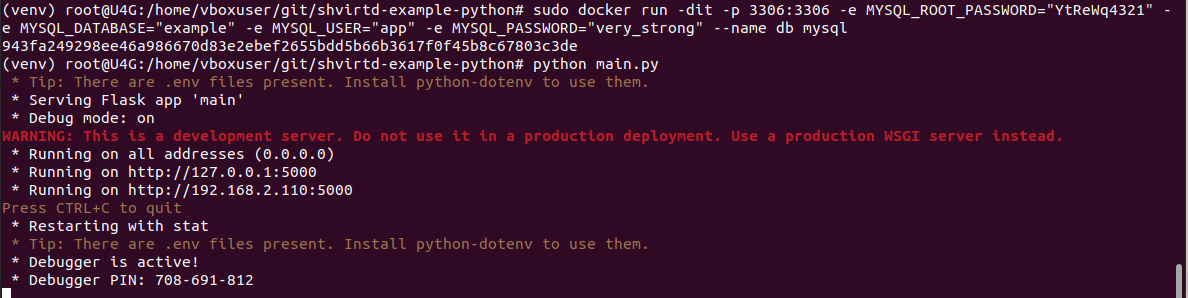 (venv) root@U4G:/home/vboxuser/git/shvirtd-example-python# sudo docker run -dit -p 3306:3306 -e MYSQL_ROOT_PASSWORD="YtReWq4321" -
e MYSQL_DATABASE="example" -e MYSQL_USER="app" -e MYSQL_PASSWORD="very_strong" --name db mysql
943fa249298ee46a986670d83e2ebef2655bdd5b66b3617f0f45b8c67803c3de
(venv) root@U4G:/home/vboxuser/git/shvirtd-example-python# python main.py
 * Tip: There are .env files present. Install python-dotenv to use them.
 * Serving Flask app 'main'
 * Debug mode: on
WARNING: This is a development server. Do not use it in a production deployment. Use a production WSGI server instead.
 * Running on all addresses (0.0.0.0)
 * Running on http://127.0.0.1:5000
 * Running on http://192.168.2.110:5000
Press CTRL+C to quit
 * Restarting with stat
 * Tip: There are .env files present. Install python-dotenv to use them.
 * Debugger is active!
 * Debugger PIN: 708-691-812